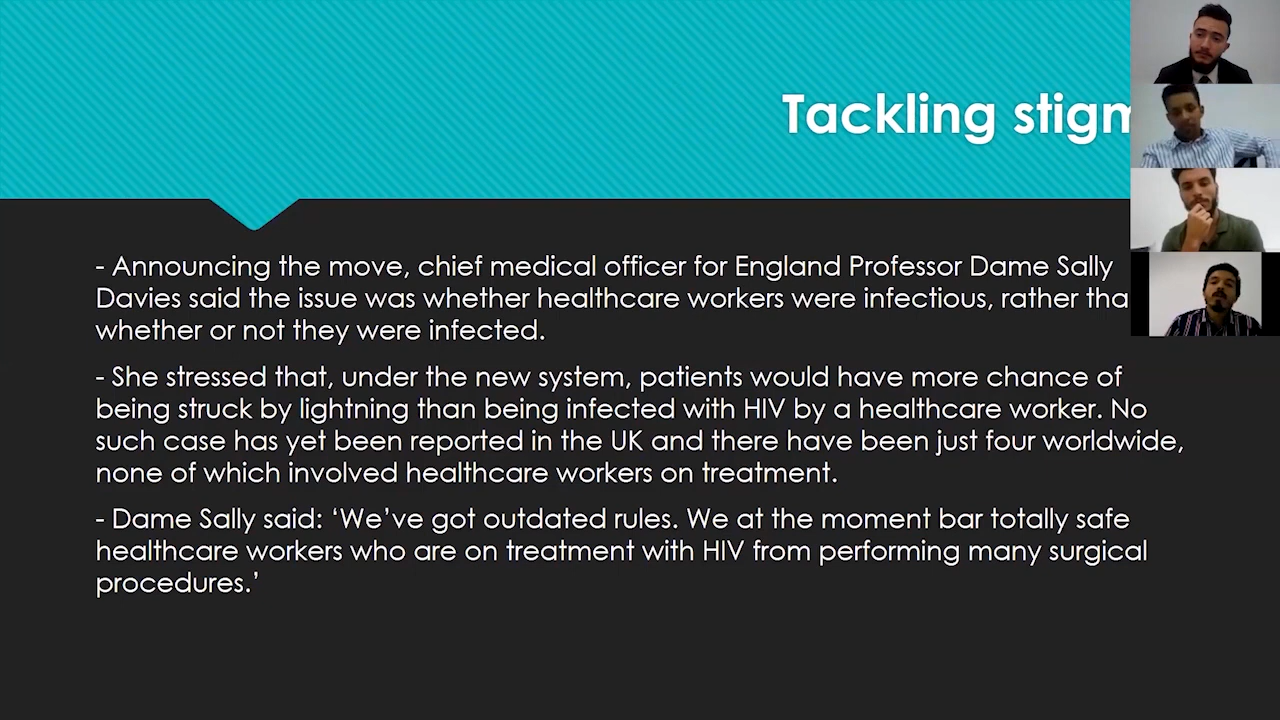 Tackling stigm
- Announcing the move, chief medical officer for England Professor Dame Sally
Davies said the issue was whether healthcare workers were infectious, rather tha
whether or not they were infected.
- She stressed that, under the new system, patients would have more chance of
being struck by lightning than being infected with HIV by a healthcare worker. No
such case has yet been reported in the UK and there have been just four worldwide,
none of which involved healthcare workers on treatment.
- Dame Sally said: ‘We’ve got outdated rules. We at the moment bar totally safe
healthcare workers who are on treatment with HIV from performing many surgical
procedures.’